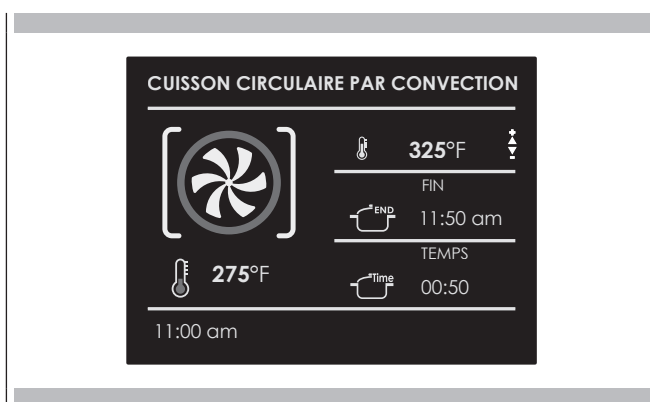 CUISSON CIRCULAIRE PAR CONVECTION
325°F
FIN
END
11:50 am
TEMPS
Time
00:50
275°F
11:00 am